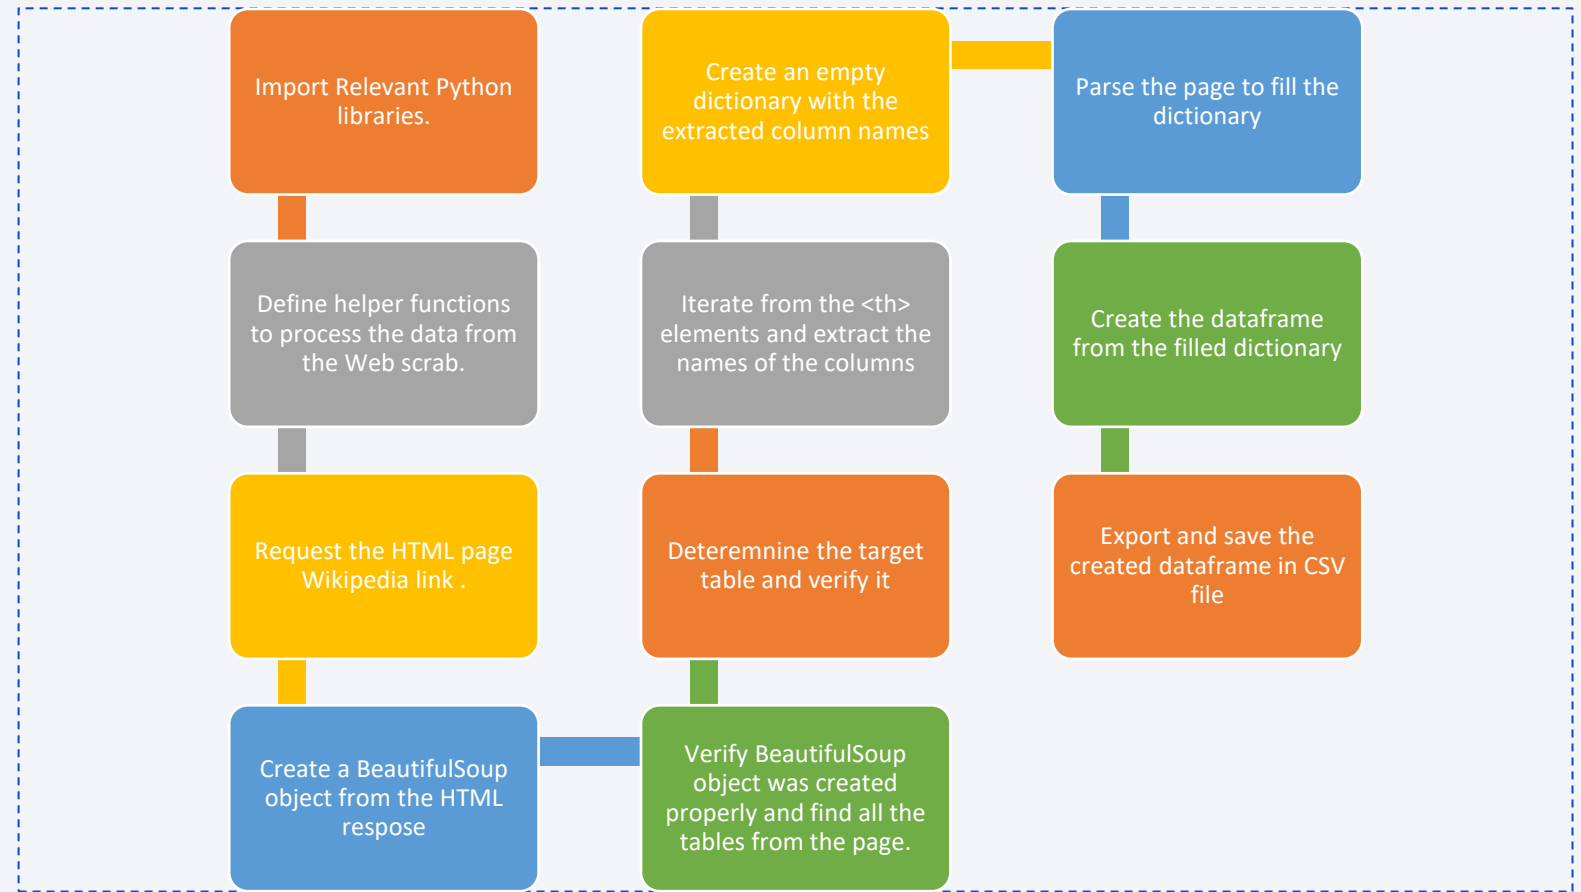 Import Relevant Python
libraries.
Define helper functions
to process the data from
the Web scrab.
Request the HTML page
Wikipedia link .
Create a BeautifulSoup
object from the HTML
respose
Verify BeautifulSoup
object was created
properly and find all the
tables from the page.
Deteremnine the target
table and verify it
Iterate from the <th>
elements and extract the
names of the columns
Create an empty
dictionary with the
extracted column names
Parse the page to fill the
dictionary
Create the dataframe
from the filled dictionary
Export and save the
created dataframe in CSV
file